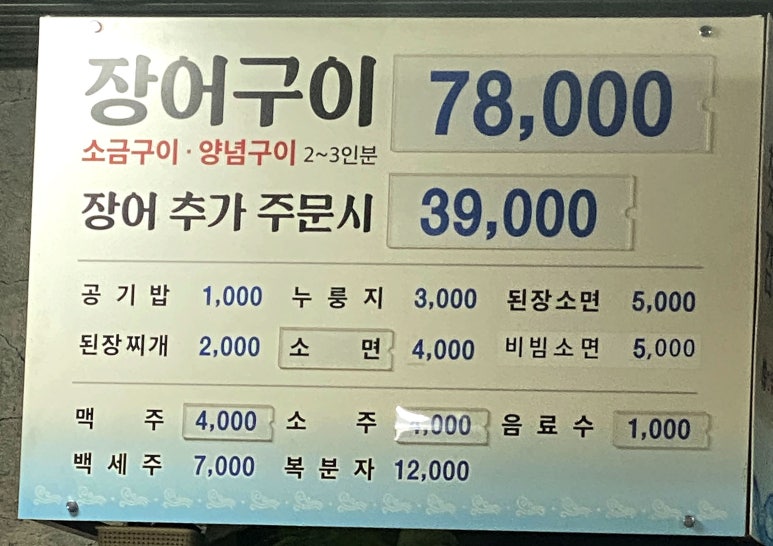 장어구이 78,000
소금구이 · 양념구이 2~3인분
장어 추가 주문시 39,000
공기밥 1,000 누룽지 3,000 된장소면 5,000
된장찌개 2,000 소면 4,000 비빔소면 5,000
맥주 4,000 소주 음료수 1,000
백세주 7,000 복분자 12,000